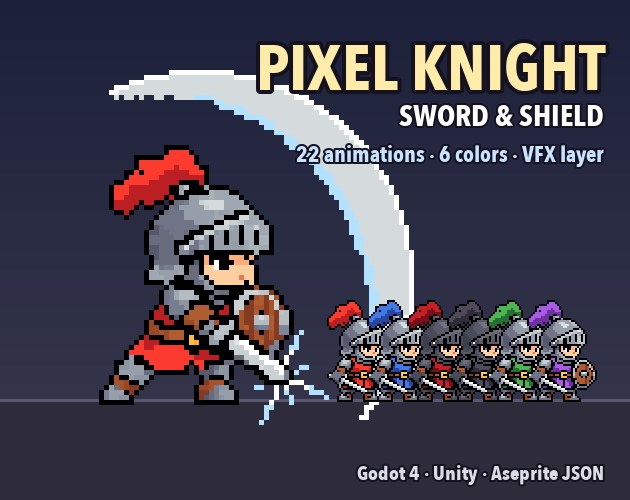 PIXEL KNIGHT
SWORD & SHIELD
22 animations · 6 colors · VFX layer
Godot 4 · Unity · Aseprite JSON